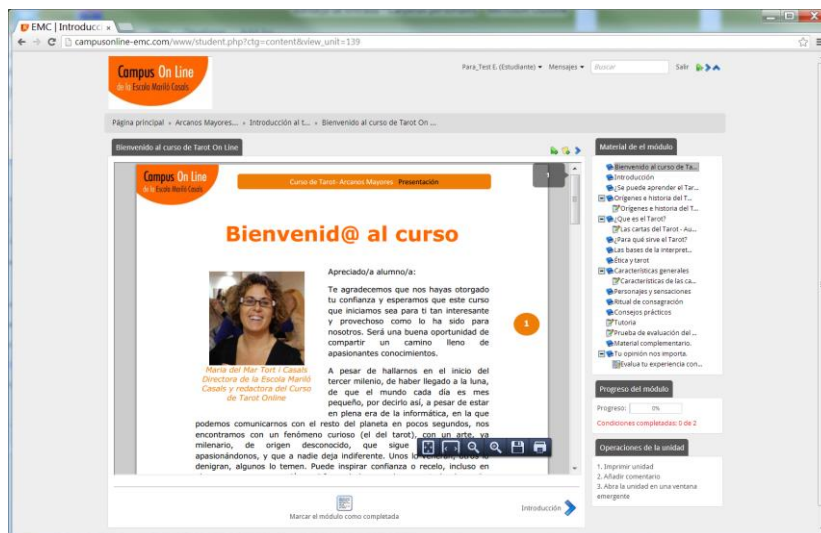 EMC | Introducci
campusonline-emc.com/www/student.php?ctg=content&view_unit=139
Campus On Line
de la Escola Mariló Casals
Para_Test E. (Estudiante) Mensajes Buscar Salir
Página principal » Arcanos Mayores... » Introducción al t... » Bienvenido al curso de Tarot On ...
Bienvenido al curso de Tarot On Line
Campus On Line
de la Escola Mariló Casals
Curso de Tarot- Arcanos Mayores Presentación
1
Bienvenid@ al curso
Apreciado/a alumno/a:
Te agradecemos que nos hayas otorgado
tu confianza y esperamos que este curso
que iniciamos sea para ti tan interesante
y provechoso como lo ha sido para
nosotros. Será una buena oportunidad de
compartir un camino lleno de
apasionantes conocimientos.
1
Maria del Mar Tort i Casals
Directora de la Escola Mariló
Casals y redactora del Curso
de Tarot Online
A pesar de hallarnos en el inicio del
tercer milenio, de haber llegado a la luna,
de que el mundo cada día es mes
pequeño, por decirlo así, a pesar de estar
en plena era de la informática, en la que
podemos comunicarnos con el resto del planeta en pocos segundos, nos
encontramos con un fenómeno curioso (el del tarot), con un arte, ya
milenario, de origen desconocido, que sigue
apasionándonos, y que a nadie deja indiferente. Unos lo
denigran, algunos lo temen. Puede inspirar confianza o recelo, incluso en
Marcar el módulo como completada
Introducción
Material de el módulo
Bienvenido al curso de Ta...
Introducción
¿Se puede aprender el Tar...
Orígenes e historia del T...
Orígenes e historia del T...
¿Que es el Tarot?
Las cartas del Tarot - Au...
¿Para qué sirve el Tarot?
Las bases de la interpret...
Ética y tarot
Características generales
Características de las ca...
Personajes y sensaciones
Ritual de consagración
Consejos prácticos
Tutoria
Prueba de evaluación del ...
Material complementario.
Tu opinión nos importa.
Evalua tu experiencia con...
Progreso del módulo
Progreso: 0%
Condiciones completadas: 0 de 2
Operaciones de la unidad
1. Imprimir unidad
2. Añadir comentario
3. Abra la unidad en una ventana
emergente